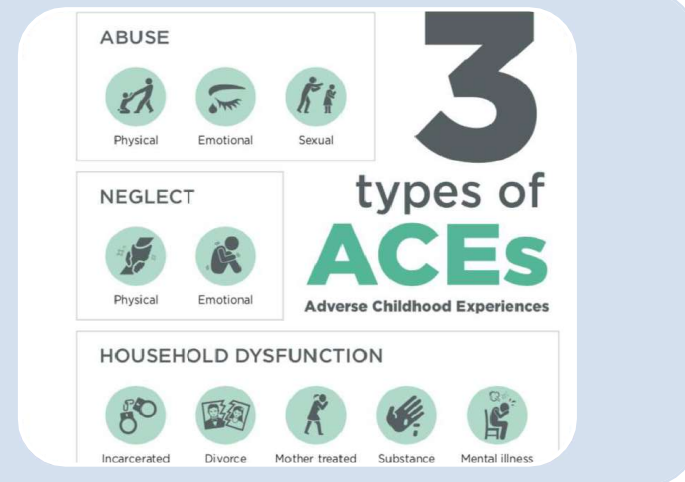 ABUSE
Physical Emotional Sexual
3
types of
ACEs
Adverse Childhood Experiences
NEGLECT
Physical Emotional
HOUSEHOLD DYSFUNCTION
Incarcerated Divorce Mother treated Substance Mental illness